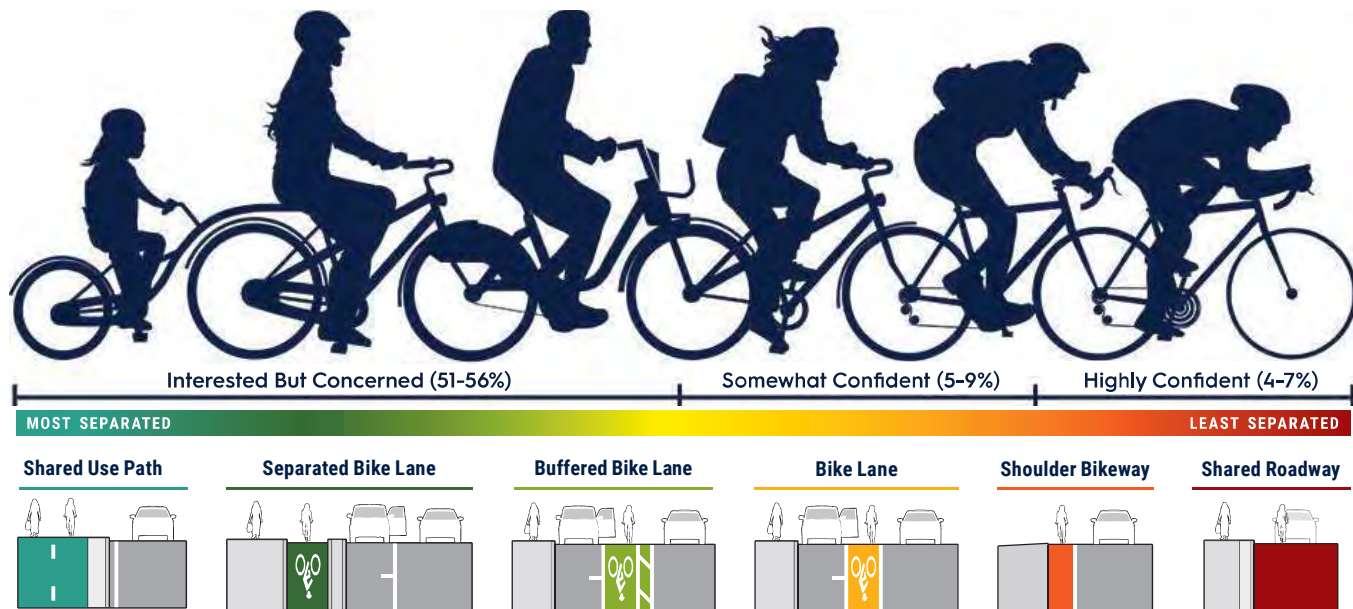 Interested But Concerned (51-56%)
Somewhat Confident (5-9%)
Highly Confident (4-7%)
MOST SEPARATED
LEAST SEPARATED
Shared Use Path
Separated Bike Lane
Buffered Bike Lane
Bike Lane
Shoulder Bikeway
Shared Roadway